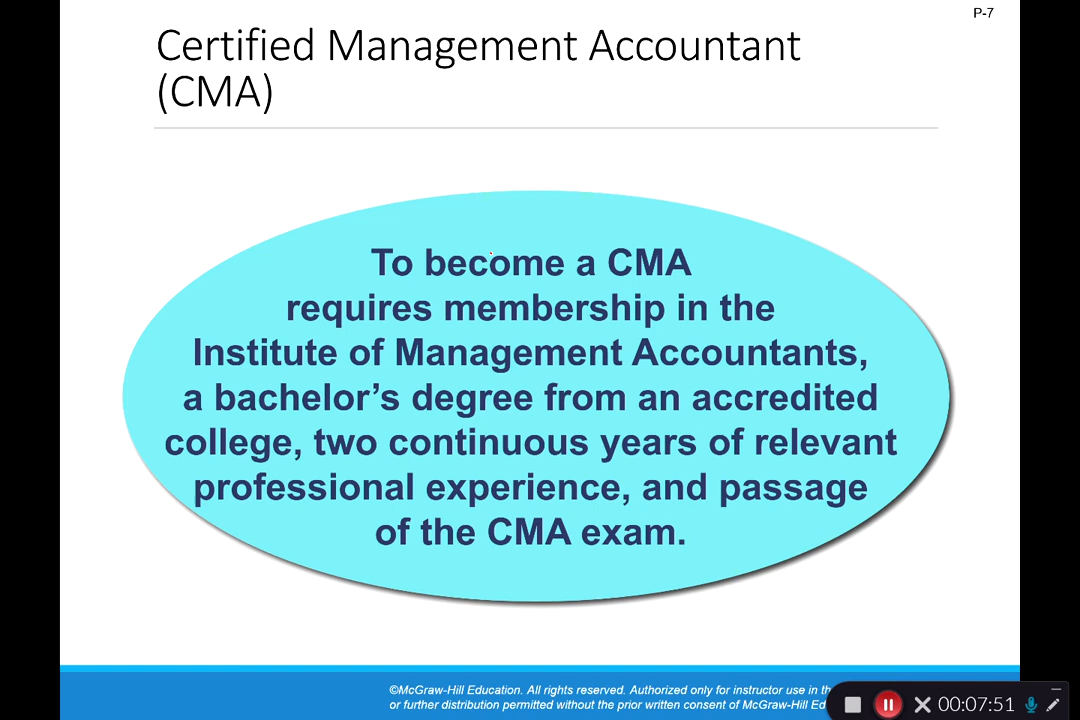 P-7
Certified Management Accountant
(CMA)
To become a CMA
requires membership in the
Institute of Management Accountants,
a bachelor’s degree from an accredited
college, two continuous years of relevant
professional experience, and passage
of the CMA exam.
©McGraw-Hill Education. All rights reserved. Authorized only for instructor use in
or further distribution permitted without the prior written consent of McGraw-Hill
00:07:51